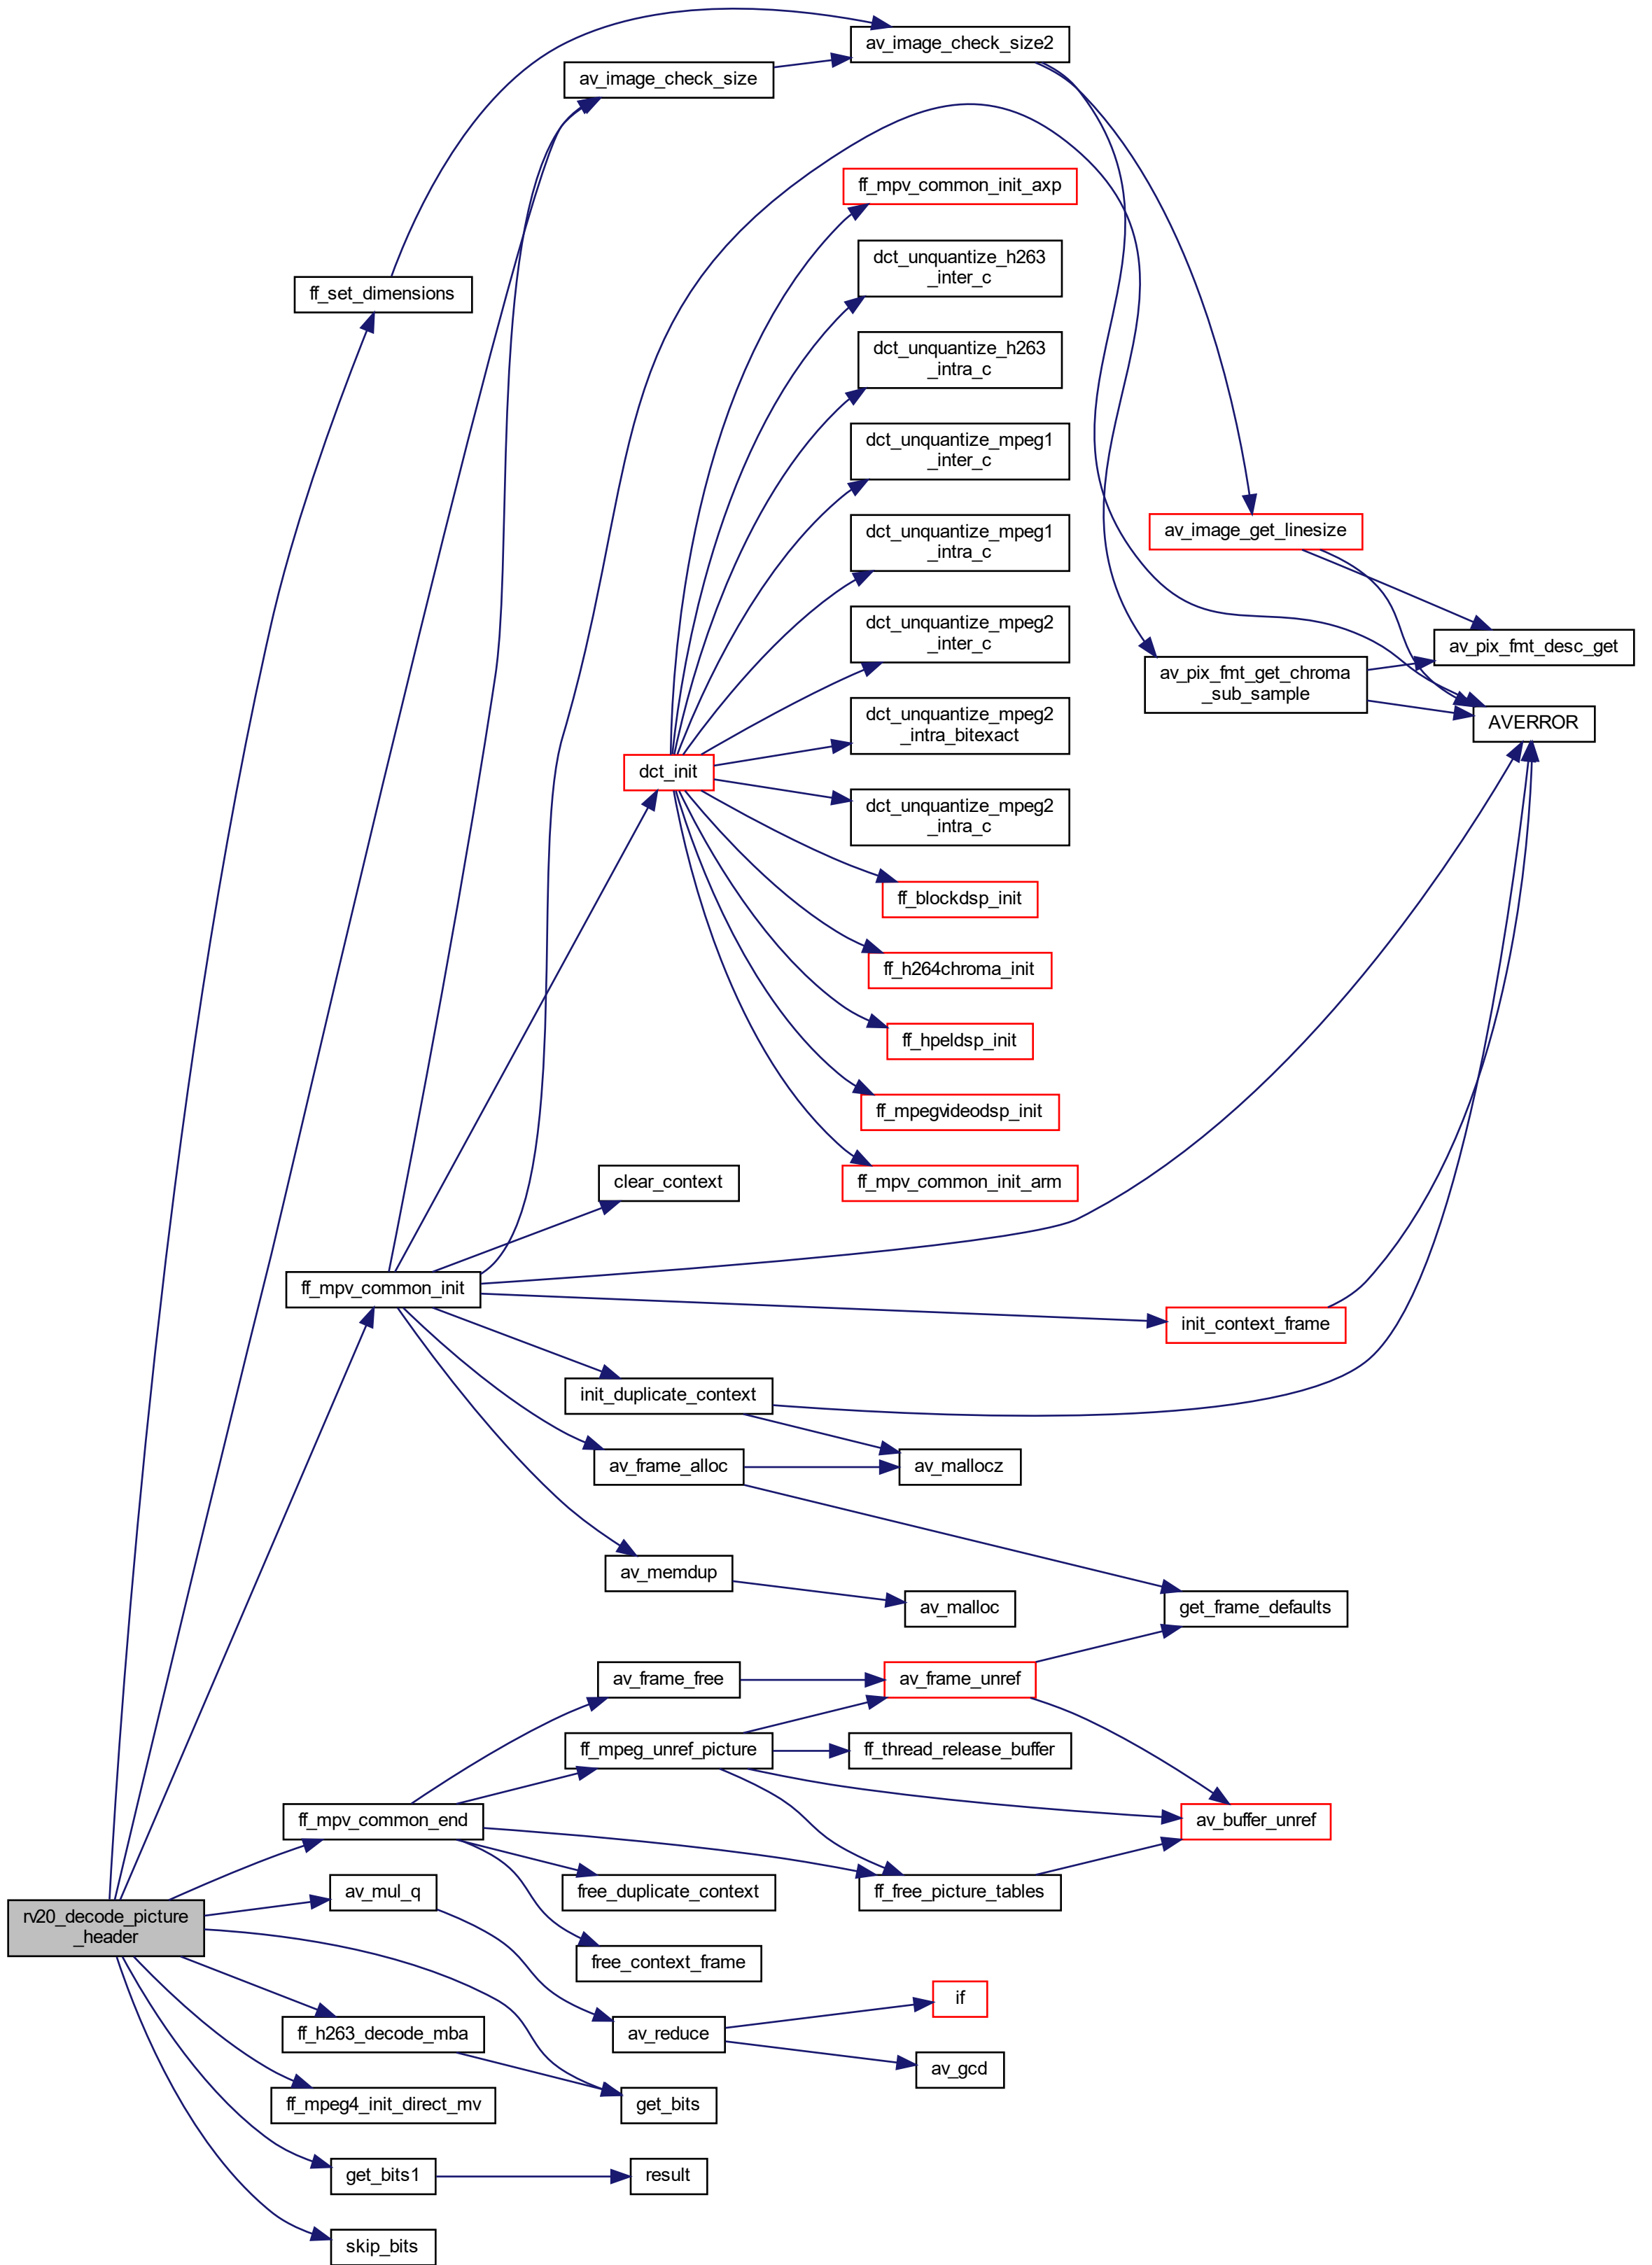 av_image_check_size2
av_image_check_size
ff_mpv_common_init_axp
dct_unquantize_h263
_inter_c
ff_set_dimensions
dct_unquantize_h263
_intra_c
dct_unquantize_mpeg1
_inter_c
av_image_get_linesize
dct_unquantize_mpeg1
_intra_c
dct_unquantize_mpeg2
_inter_c
av_pix_fmt_desc_get
av_pix_fmt_get_chroma
_sub_sample
dct_unquantize_mpeg2
_intra_bitexact
AVERROR
dct_init
dct_unquantize_mpeg2
_intra_c
ff_blockdsp_init
ff_h264chroma_init
ff_hpeldsp_init
ff_mpegvideodsp_init
clear_context
ff_mpv_common_init_arm
ff_mpv_common_init
init_context_frame
init_duplicate_context
av_frame_alloc
av_mallocz
av_memdup
av_malloc
get_frame_defaults
av_frame_free
av_frame_unref
ff_mpeg_unref_picture
ff_thread_release_buffer
ff_mpv_common_end
av_buffer_unref
av_mul_q
free_duplicate_context
ff_free_picture_tables
rv20_decode_picture
_header
free_context_frame
if
ff_h263_decode_mba
av_reduce
av_gcd
ff_mpeg4_init_direct_mv
get_bits
get_bits1
result
skip_bits